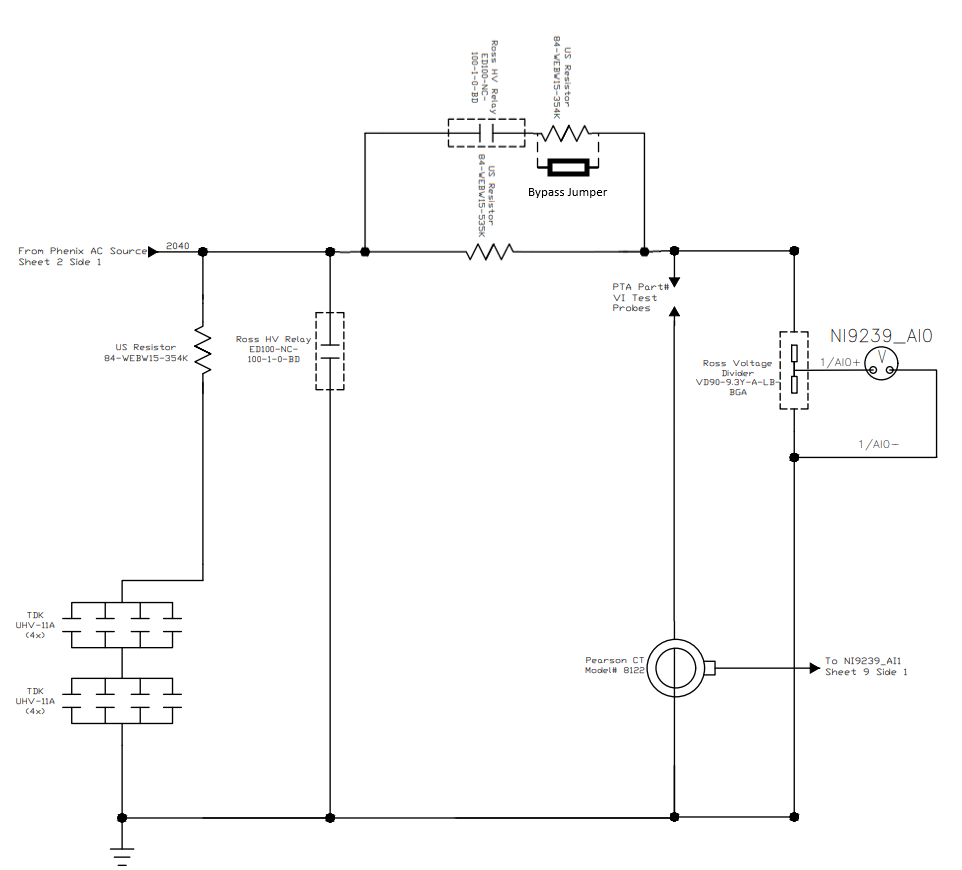 Ross HV Relay
ED100-NC-
100-1-0-BD
US Resistor
84-WEBW15-354K
Bypass Jumper
US Resistor
84-WEBW15-535K
From Phenix AC Source
Sheet 2 Side 1
2040
US Resistor
84-WEBW15-354K
Ross HV Relay
ED100-NC-
100-1-0-BD
PTA Part#
VI Test
Probes
Ross Voltage
Divider
VD90-9.3Y-A-LB-
BGA
NI9239_AI0
1/AI0+
V
1/AI0-
TDK
UHV-11A
(4x)
TDK
UHV-11A
(4x)
Pearson CT
Model# 8122
To NI9239_AI1
Sheet 9 Side 1